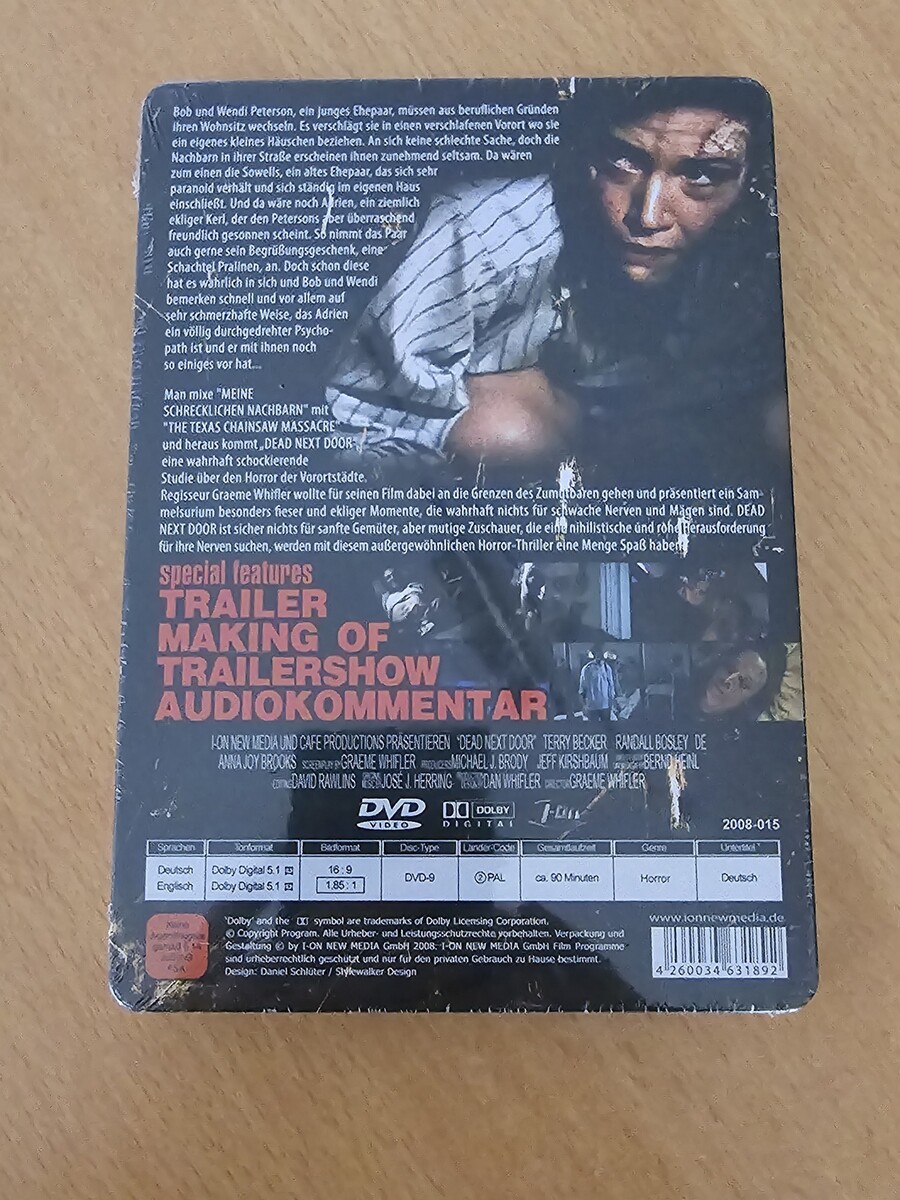 Bob und Wendi Peterson, ein junges Ehepaar, müssen aus beruflichen Gründen
ihren Wohnsitz wechseln. Es verschlägt sie in einen verschlafenen Vorort wo sie
ein eigenes kleines Häuschen beziehen. An sich keine schlechte Sache, doch die
Nachbarn in ihrer Straße erscheinen ihnen zunehmend seltsam. Da wären
zum einen die Sowells, ein altes Ehepaar, das sich sehr
paranoid verhält und sich ständig im eigenen Haus
einschließt. Und da wäre noch Adrien, ein ziemlich
ekliger Kerl, der den Petersons aber überraschend
freundlich gesonnen scheint. So nimmt das Paar
auch gerne sein Begrüßungsgeschenk, eine
Schachtel Pralinen, an. Doch schon diese
hat es wahrlich in sich und Bob und Wendi
bemerken schnell und vor allem auf
sehr schmerzhafte Weise, das Adrien
ein völlig durchgedrehter Psycho-
path ist und er mit ihnen noch
so einiges vor hat...
Man mixe "MEINE
SCHRECKLICHEN NACHBARN" mit
"THE TEXAS CHAINSAW MASSACRE"
und heraus kommt „DEAD NEXT DOOR-
eine wahrhaft schockierende
Studie über den Horror der Vorortstädte.
Regisseur Graeme Whifler wollte für seinen Film dabei an die Grenzen des Zumutbaren gehen und präsentiert ein Sam-
melsurium besonders fieser und ekliger Momente, die wahrhaft nichts für schwache Nerven und Mägen sind. DEAD
NEXT DOOR ist sicher nichts für sanfte Gemüter, aber mutige Zuschauer, die eine nihilistische und rohe Herausforderung
für ihre Nerven suchen, werden mit diesem außergewöhnlichen Horror-Thriller eine Menge Spaß haben
special features
TRAILER
MAKING OF
TRAILERSHOW
AUDIOKOMMENTAR
I-ON NEW MEDIA UND CAFE PRODUCTIONS PRÄSENTIEREN "DEAD NEXT DOOR" TERRY BECKER RANDALL BOSLEY DE
ANNA JOY BROOKS SCREENPLAY BY GRAEME WHIFLER PRODUCERS MICHAEL J. BRODY JEFF KIRSHBAUM BERND HEINL
EDITING DAVID RAWLINS JOSÉ J. HERRING DAN WHIFLER DIRECTOR GRAEME WHIFLER
DVD VIDEO DOLBY DIGITAL I-on
2008-015
Sprachen Tonformat Bildformat Disc-Type Länder-Code Gesamtlaufzeit Genre Untertitel
Deutsch Dolby Digital 5.1 16:9 DVD-9 2 PAL ca. 90 Minuten Horror Deutsch
Englisch Dolby Digital 5.1 1,85:1
'Dolby' and the symbol are trademarks of Dolby Licensing Corporation.
© Copyright Program. Alle Urheber- und Leistungsschutzrechte vorbehalten. Verpackung und
Gestaltung © by I-ON NEW MEDIA GmbH 2008. I-ON NEW MEDIA GmbH Film Programme
sind urheberrechtlich geschützt und nur für den privaten Gebrauch zu Hause bestimmt.
Design: Daniel Schlüter / Slykewalker Design
www.ionnewmedia.de
4 260034 631892